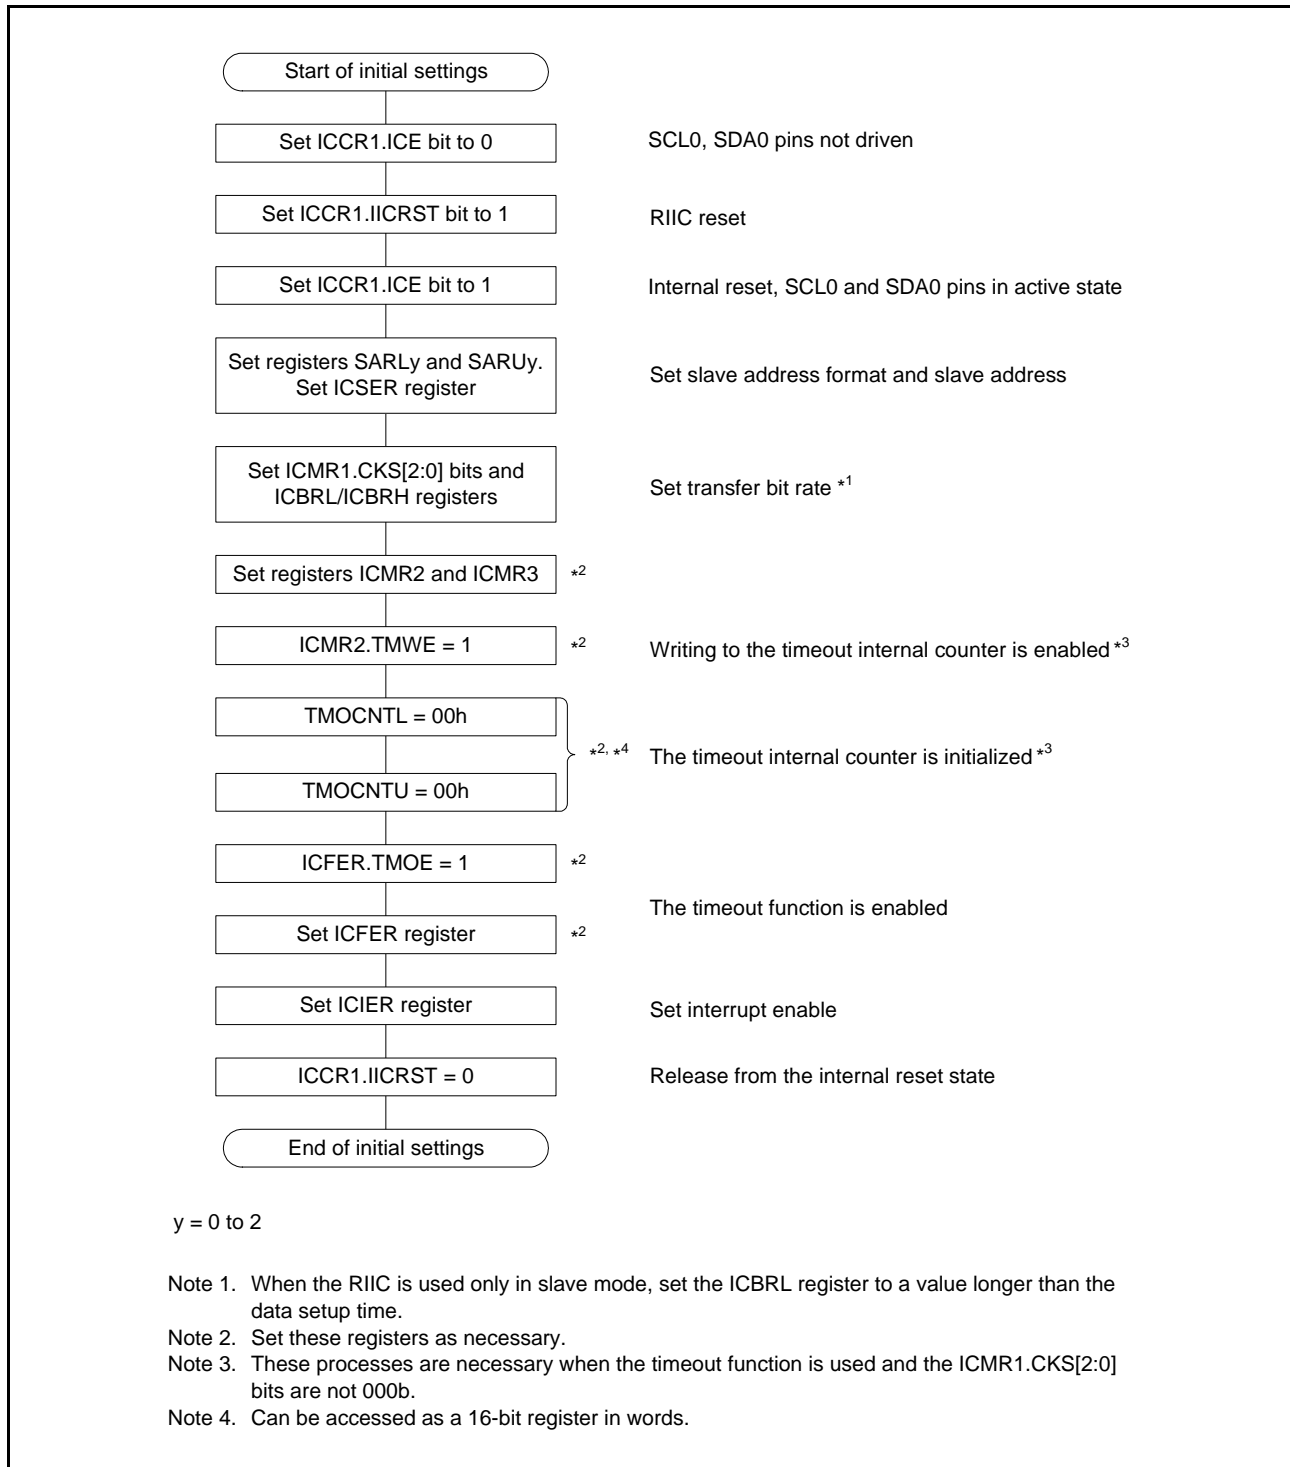 Start of initial settings
Set ICCR1.ICE bit to 0
SCL0, SDA0 pins not driven
Set ICCR1.IICRST bit to 1
RIIC reset
Set ICCR1.ICE bit to 1
Internal reset, SCL0 and SDA0 pins in active state
Set registers SARLy and SARUy.
Set ICSER register
Set slave address format and slave address
Set ICMR1.CKS[2:0] bits and
ICBRL/ICBRH registers
Set transfer bit rate *1
Set registers ICMR2 and ICMR3
*2
ICMR2.TMWE = 1
*2
Writing to the timeout internal counter is enabled *3
TMOCNTL = 00h
TMOCNTU = 00h
*2, *4
The timeout internal counter is initialized *3
ICFER.TMOE = 1
*2
Set ICFER register
*2
The timeout function is enabled
Set ICIER register
Set interrupt enable
ICCR1.IICRST = 0
Release from the internal reset state
End of initial settings
y = 0 to 2
Note 1. When the RIIC is used only in slave mode, set the ICBRL register to a value longer than the
data setup time.
Note 2. Set these registers as necessary.
Note 3. These processes are necessary when the timeout function is used and the ICMR1.CKS[2:0]
bits are not 000b.
Note 4. Can be accessed as a 16-bit register in words.